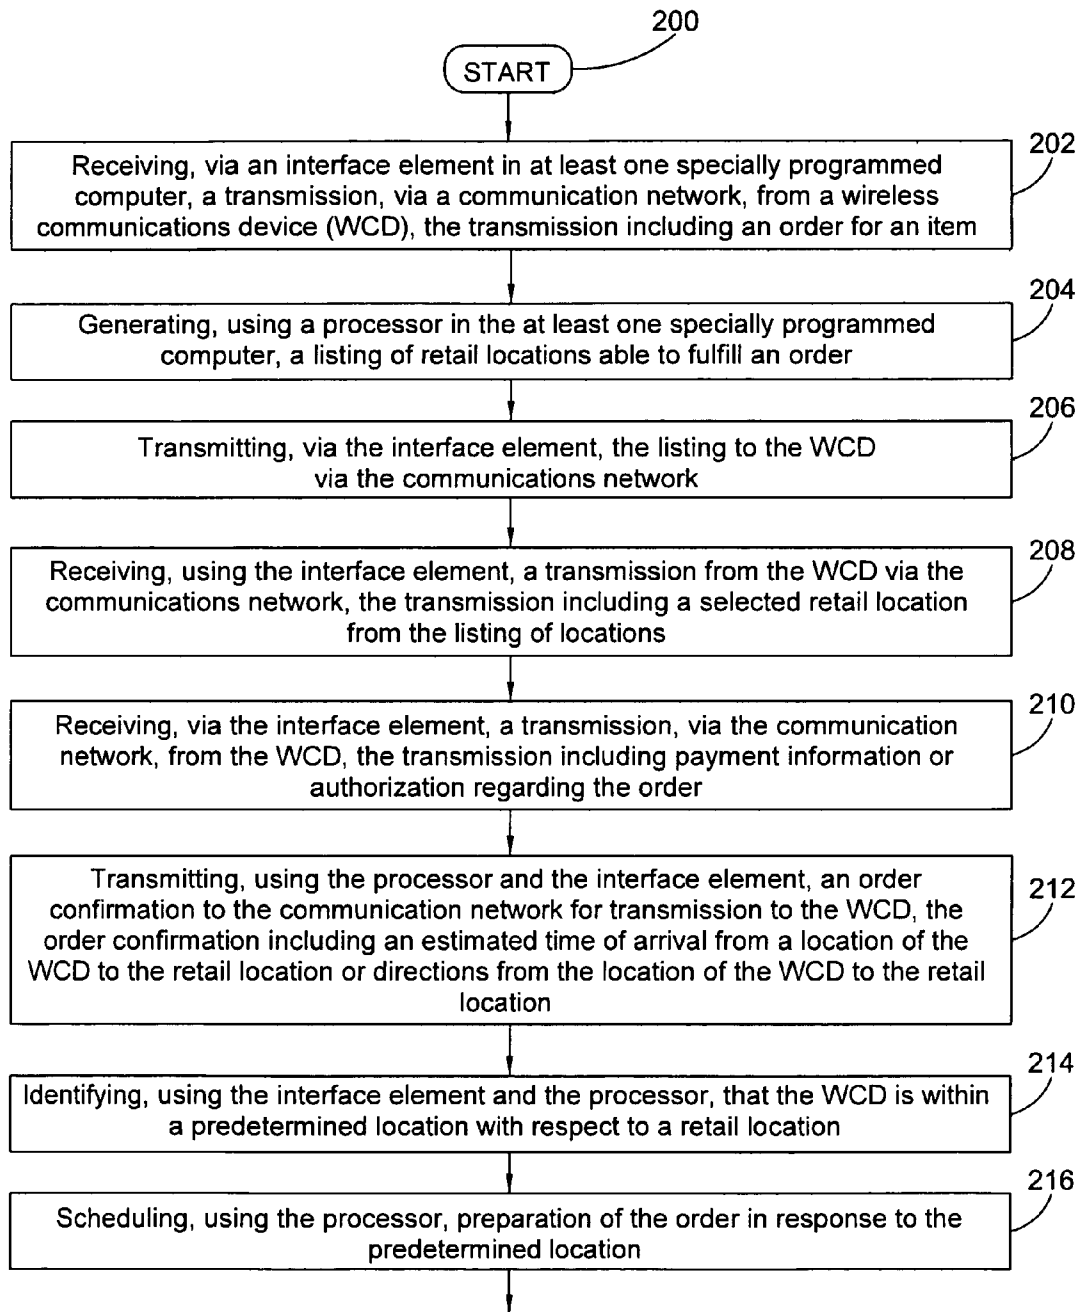 200
START
202
Receiving, via an interface element in at least one specially programmed
computer, a transmission, via a communication network, from a wireless
communications device (WCD), the transmission including an order for an item
204
Generating, using a processor in the at least one specially programmed
computer, a listing of retail locations able to fulfill an order
206
Transmitting, via the interface element, the listing to the WCD
via the communications network
208
Receiving, using the interface element, a transmission from the WCD via the
communications network, the transmission including a selected retail location
from the listing of locations
210
Receiving, via the interface element, a transmission, via the communication
network, from the WCD, the transmission including payment information or
authorization regarding the order
212
Transmitting, using the processor and the interface element, an order
confirmation to the communication network for transmission to the WCD, the
order confirmation including an estimated time of arrival from a location of the
WCD to the retail location or directions from the location of the WCD to the retail
location
214
Identifying, using the interface element and the processor, that the WCD is within
a predetermined location with respect to a retail location
216
Scheduling, using the processor, preparation of the order in response to the
predetermined location